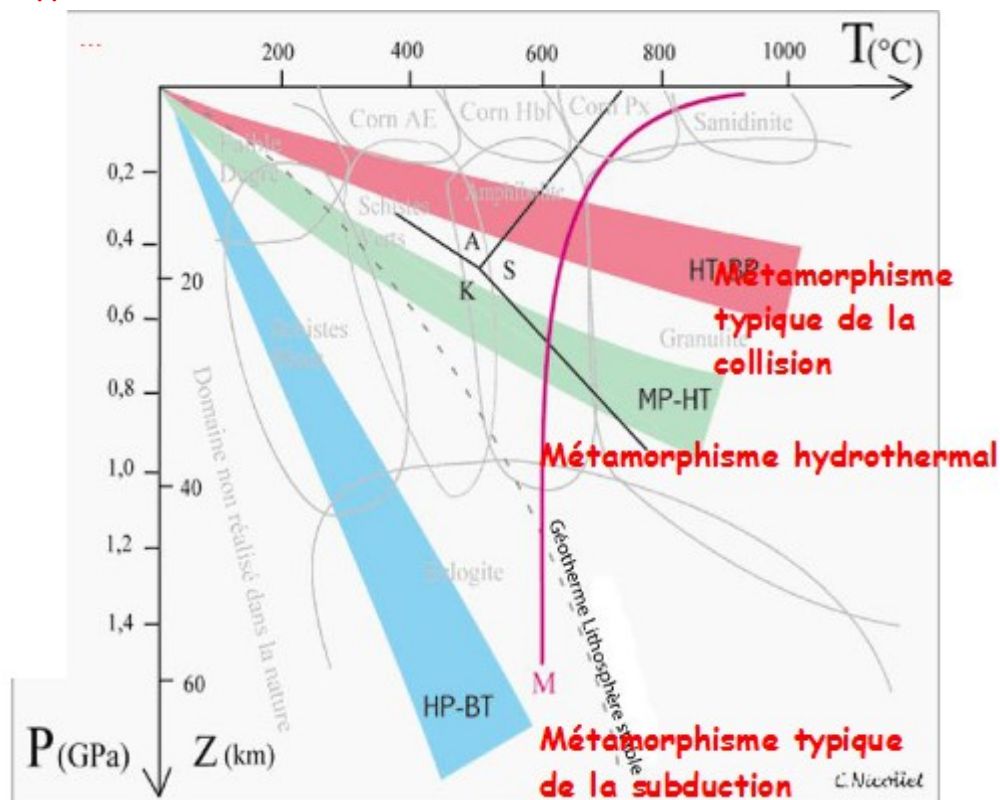 ...
T(°C)
200 400 600 800 1000
Corn AE Corn Hbl Corn Px
Sanidinite
Faible
Degré
0,2
Amphibolite
Schistes
Verts
0,4
A
S
K
HT-BP
20
Métamorphisme
typique de la
collision
0,6
Schistes
Granulite
0,8
MP-HT
Domaine non réalisé dans la nature
Métamorphisme hydrothermal
1,0
40
1,2
Géotherme Lithosphère stable
Eclogite
1,4
60
M
HP-BT
P(GPa)
Z (km)
Métamorphisme typique
de la subduction
C. Nicollet